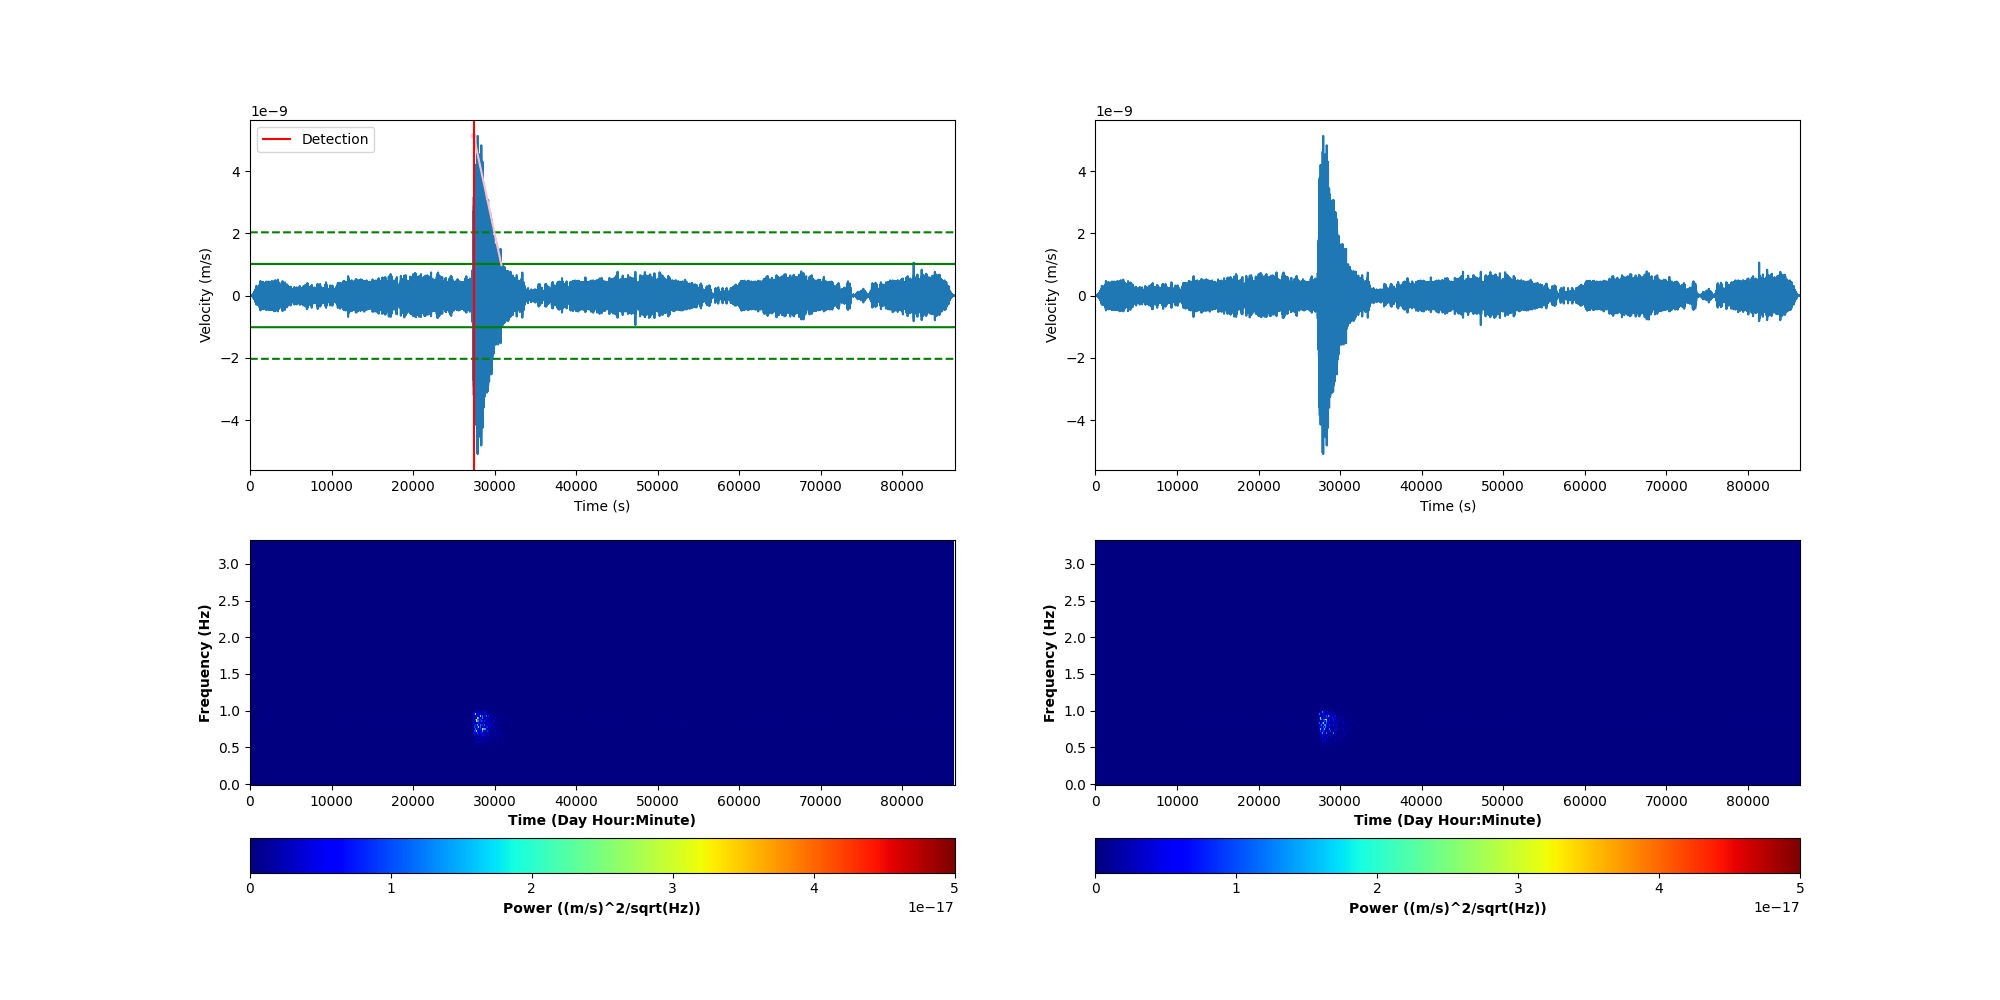 1e−9
Detection
4
2
0
−2
−4
Velocity (m/s)
0 10000 20000 30000 40000 50000 60000 70000 80000
Time (s)
1e−9
4
2
0
−2
−4
Velocity (m/s)
0 10000 20000 30000 40000 50000 60000 70000 80000
Time (s)
3.0
2.5
2.0
1.5
1.0
0.5
0.0
Frequency (Hz)
0 10000 20000 30000 40000 50000 60000 70000 80000
Time (Day Hour:Minute)
0 1 2 3 4 5
Power ((m/s)^2/sqrt(Hz))
1e−17
3.0
2.5
2.0
1.5
1.0
0.5
0.0
Frequency (Hz)
0 10000 20000 30000 40000 50000 60000 70000 80000
Time (Day Hour:Minute)
0 1 2 3 4 5
Power ((m/s)^2/sqrt(Hz))
1e−17